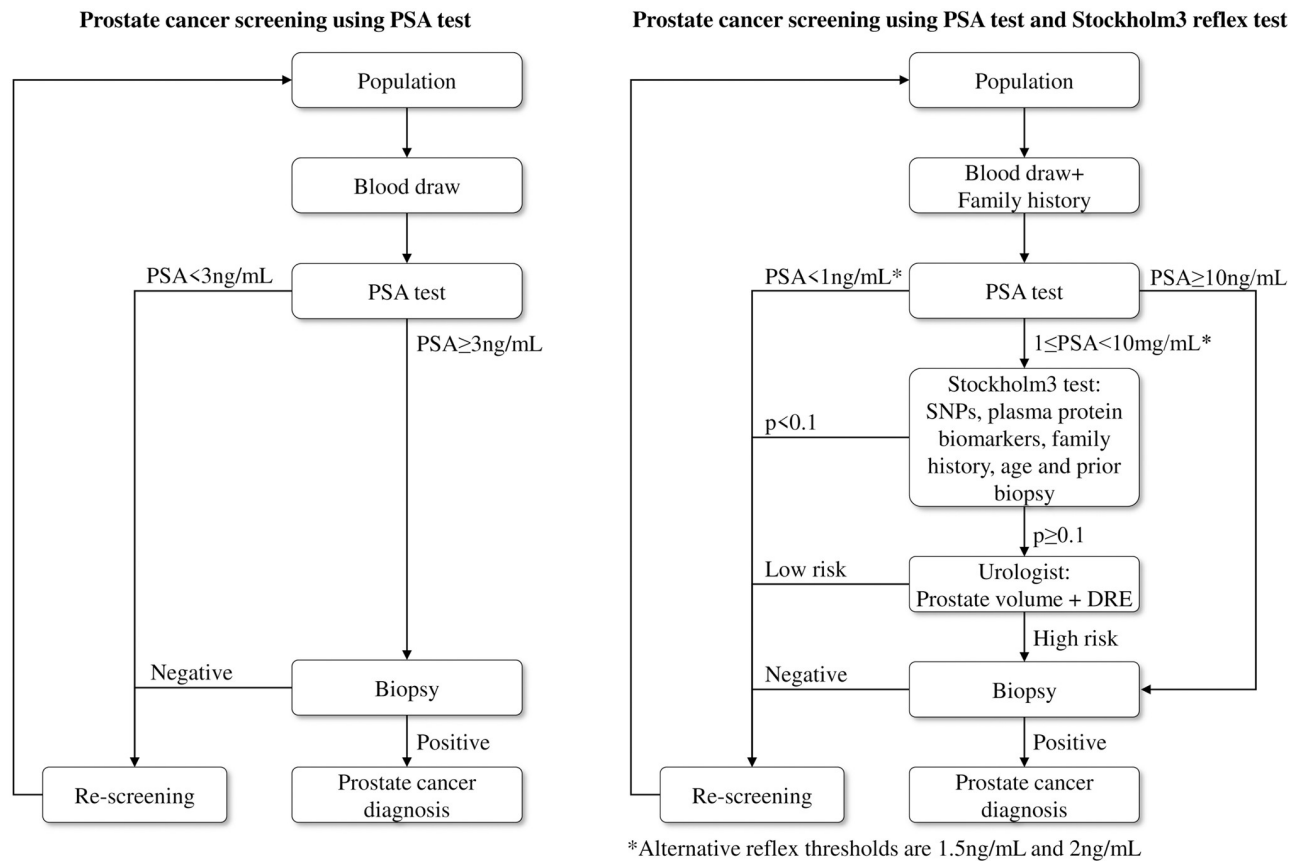 Prostate cancer screening using PSA test
Population
Blood draw
PSA<3ng/mL
PSA test
PSA≥3ng/mL
Negative
Biopsy
Positive
Re-screening
Prostate cancer
diagnosis
Prostate cancer screening using PSA test and Stockholm3 reflex test
Population
Blood draw+
Family history
PSA<1ng/mL*
PSA test
PSA≥10ng/mL
1≤PSA<10mg/mL*
Stockholm3 test:
SNPs, plasma protein
biomarkers, family
history, age and prior
biopsy
p<0.1
p≥0.1
Low risk
Urologist:
Prostate volume + DRE
High risk
Negative
Biopsy
Positive
Re-screening
Prostate cancer
diagnosis
*Alternative reflex thresholds are 1.5ng/mL and 2ng/mL